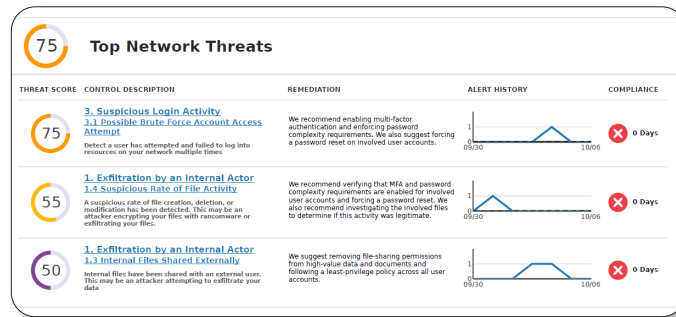 75
Top Network Threats
THREAT SCORE CONTROL DESCRIPTION REMEDIATION ALERT HISTORY COMPLIANCE
75
3. Suspicious Login Activity
3.1 Possible Brute Force Account Access
Attempt
Detect a user has attempted and failed to log into
resources on your network multiple times
We recommend enabling multi-factor
authentication and enforcing password
complexity requirements. We also suggest forcing
a password reset on involved user accounts.
1
0
09/30 10/06
0 Days
55
1. Exfiltration by an Internal Actor
1.4 Suspicious Rate of File Activity
A suspicious rate of file creation, deletion, or
modification has been detected. This may be an
attacker encrypting your files with ransomware or
exfiltrating your files.
We recommend verifying that MFA and password
complexity requirements are enabled for involved
user accounts and forcing a password reset. We
also recommend investigating the involved files
to determine if this activity was legitimate.
1
0
09/30 10/06
0 Days
50
1. Exfiltration by an Internal Actor
1.3 Internal Files Shared Externally
Internal files have been shared with an external user.
This may be an attacker attempting to exfiltrate your
data
We suggest removing file-sharing permissions
from high-value data and documents and
following a least-privilege policy across all user
accounts.
1
0
09/30 10/06
0 Days